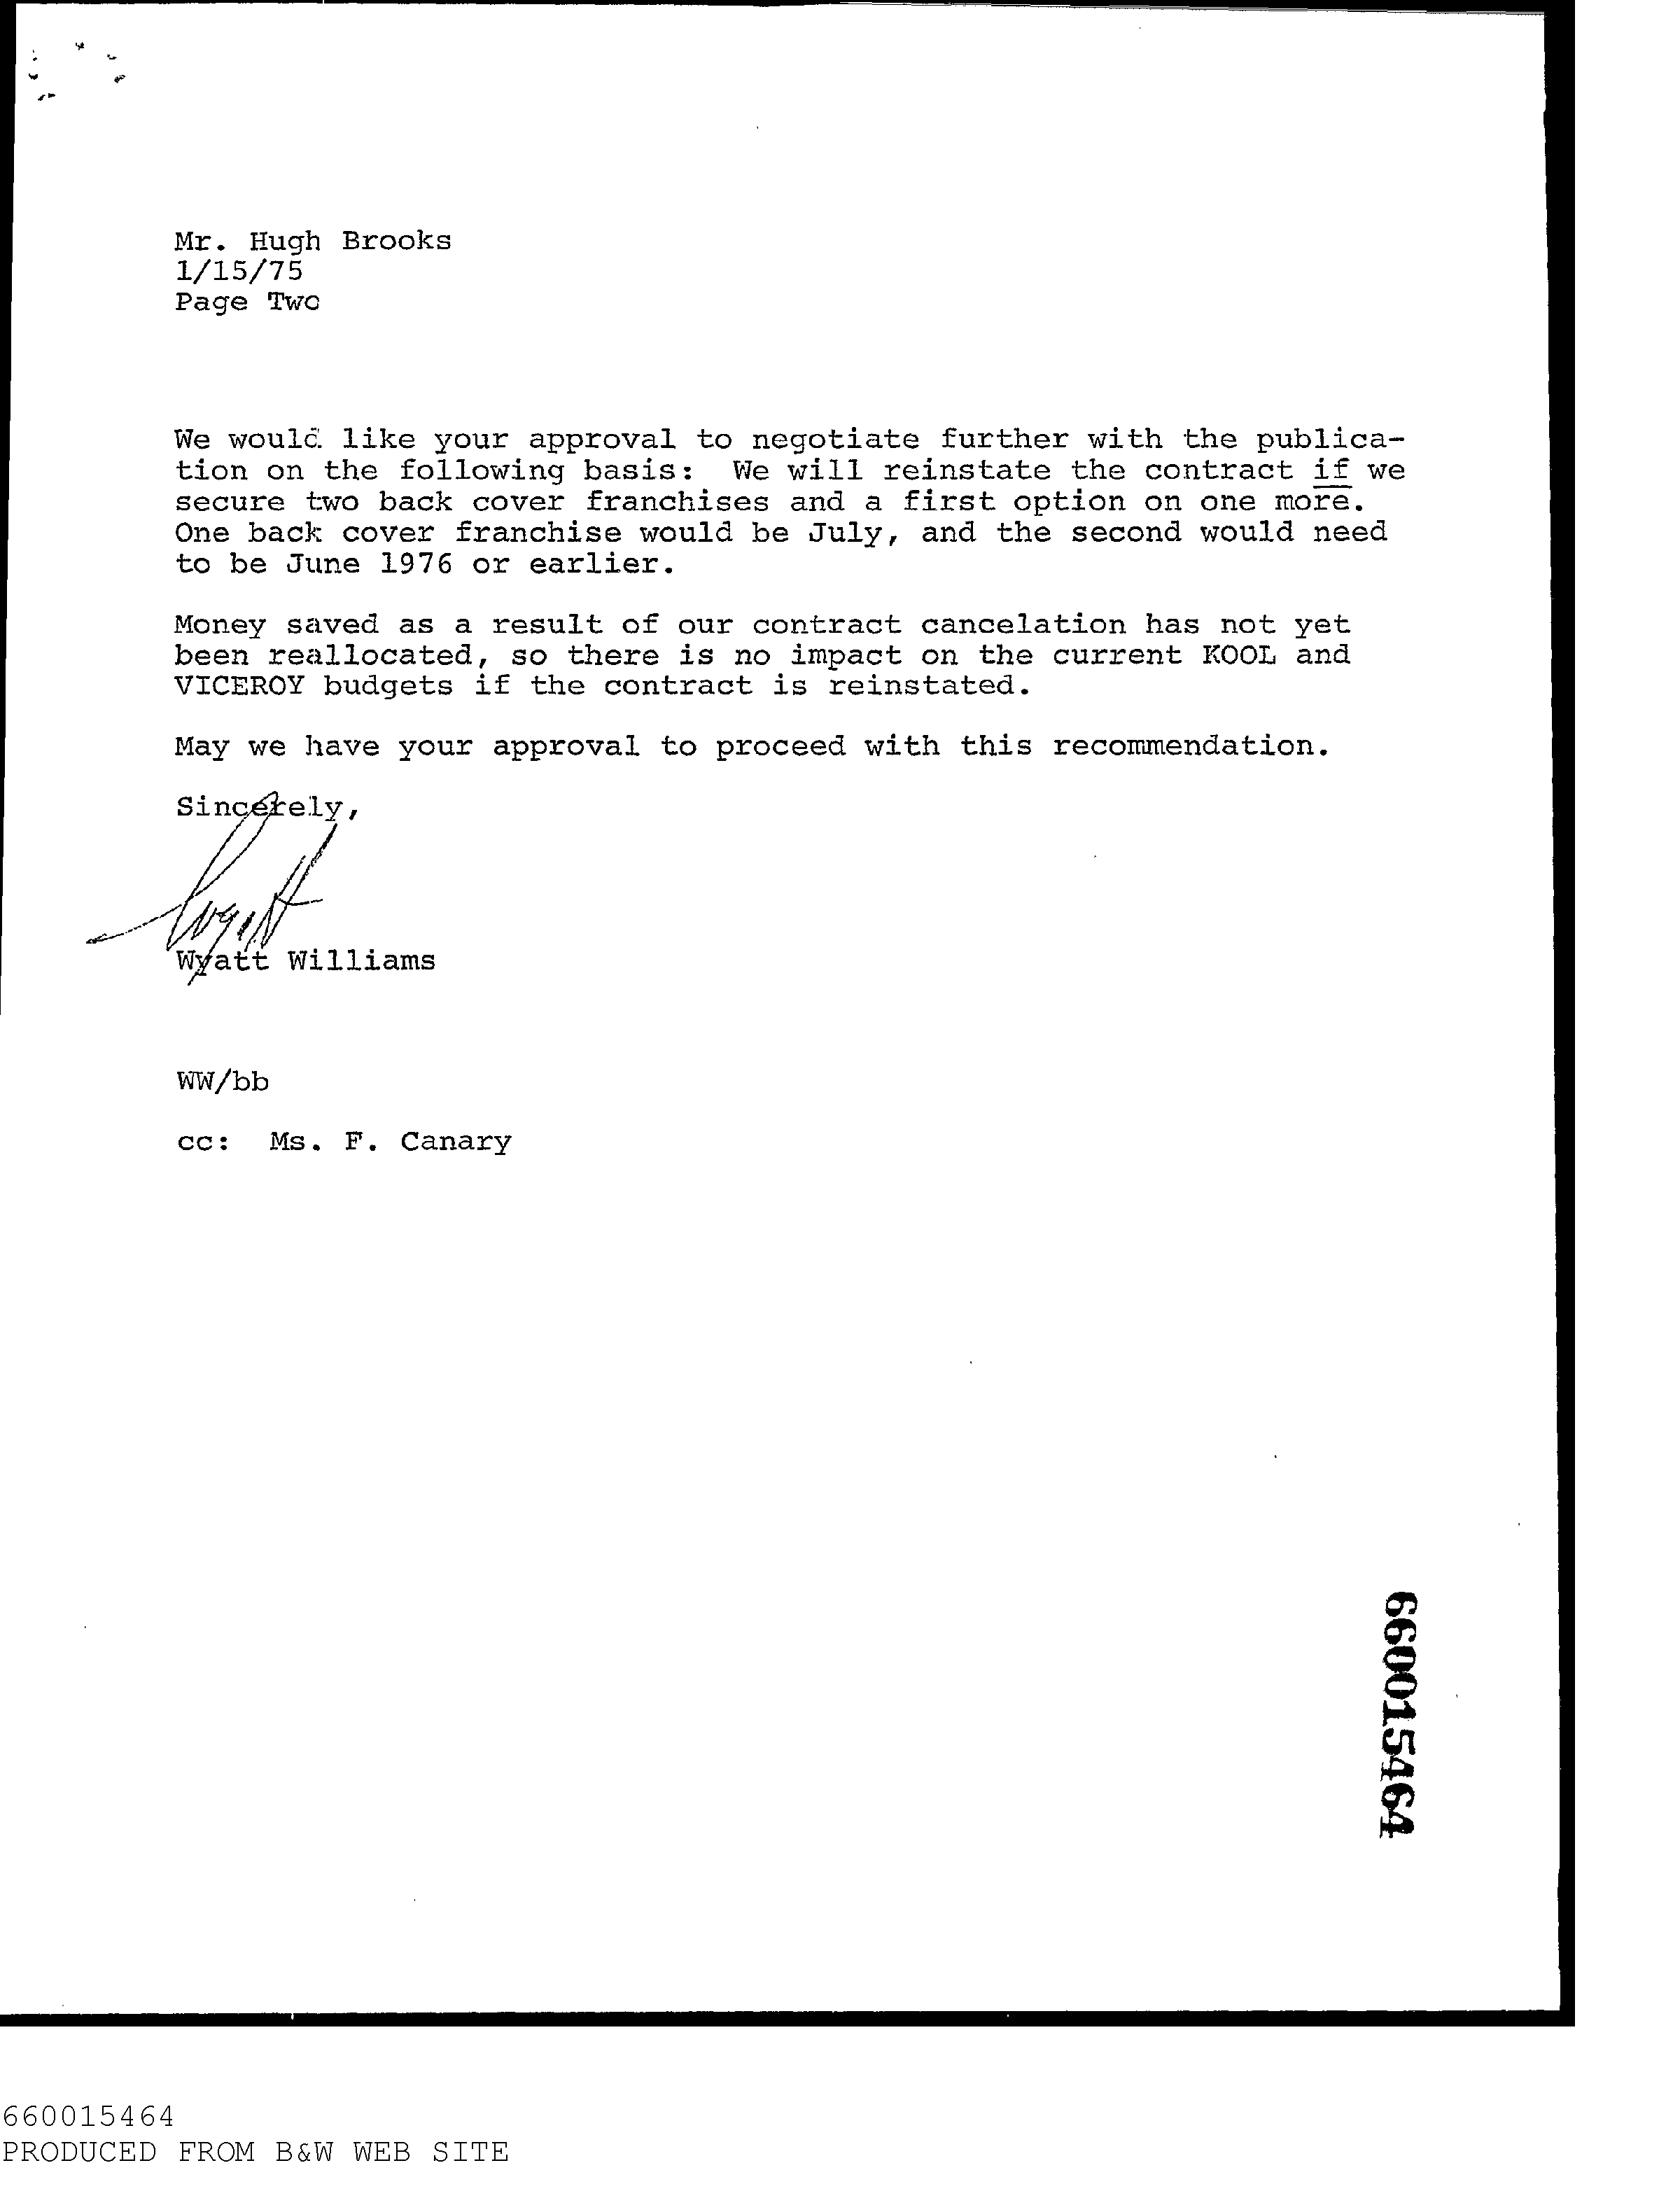 Mr. Hugh Brooks
1/15/75
Page Two
We would like your approval to negotiate further with the publica-
tion on the following basis: We will reinstate the contract if we
secure two back cover franchises and a first option on one more.
One back cover franchise would be July, and the second would need
to be June 1976 or earlier.
Money saved as a result of our contract cancelation has not yet
been reallocated, so there is no impact on the current KOOL and
VICEROY budgets if the contract is reinstated.
May we have your approval to proceed with this recommendation.
Sincerely,
Wyatt
Wyatt Williams
WW/bb
cc: Ms. F. Canary
660015464
660015464
PRODUCED FROM B&W WEB SITE